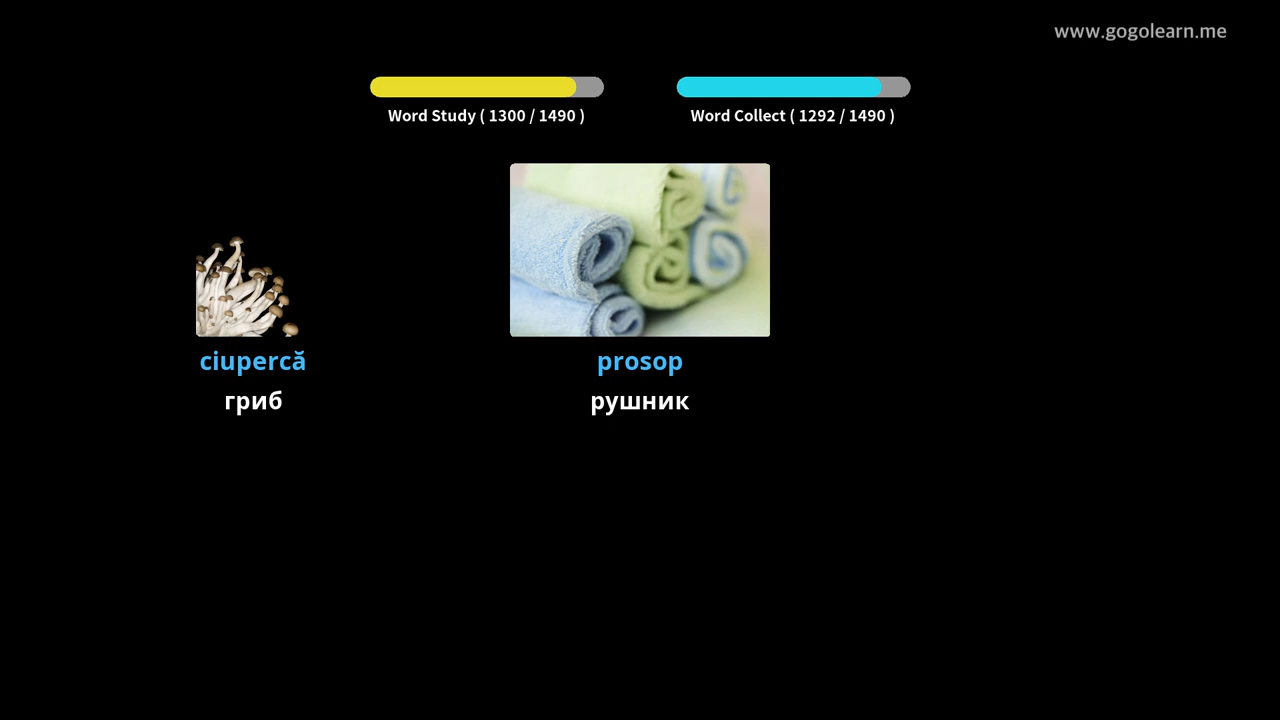 www.gogolearn.me
Word Study ( 1300 / 1490 )
Word Collect ( 1292 / 1490 )
ciupercă
гриб
prosop
рушник